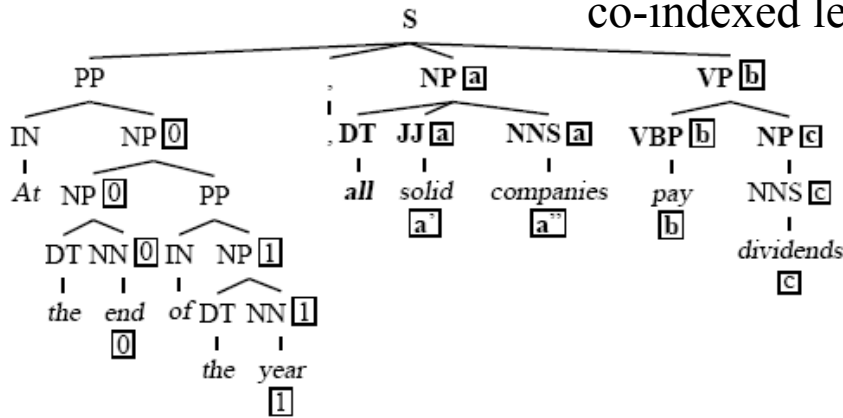 co-indexed le
S
PP , NP a VP b
IN NP 0 , DT JJ a NNS a VBP b NP c
At NP 0 PP all solid companies pay NNS c
a' a'' b
DT NN 0 IN NP 1 dividends
c
the end of DT NN 1
0
the year
1